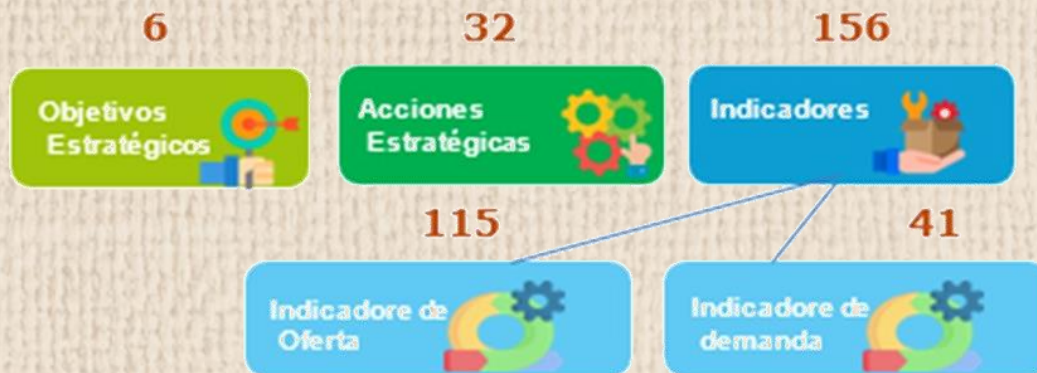 6
32
156
Objetivos
Estratégicos
Acciones
Estratégicas
Indicadores
115
41
Indicadore de
Oferta
Indicadore de
demanda